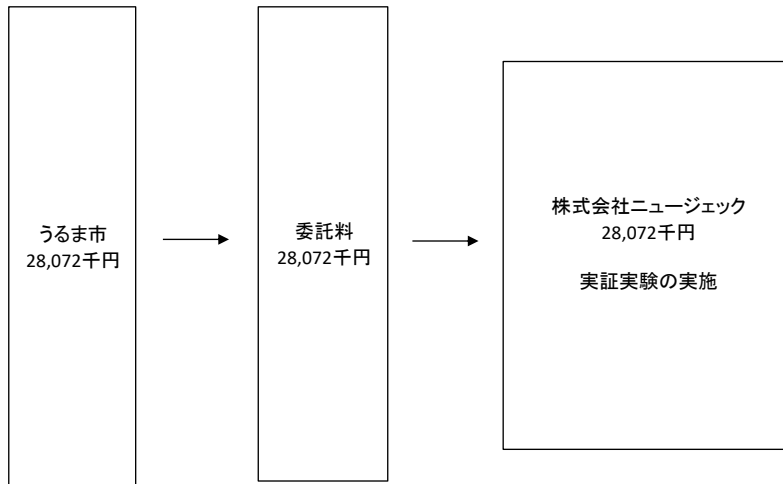 うるま市
28,072千円
委託料
28,072千円
株式会社ニュージェック
28,072千円
実証実験の実施